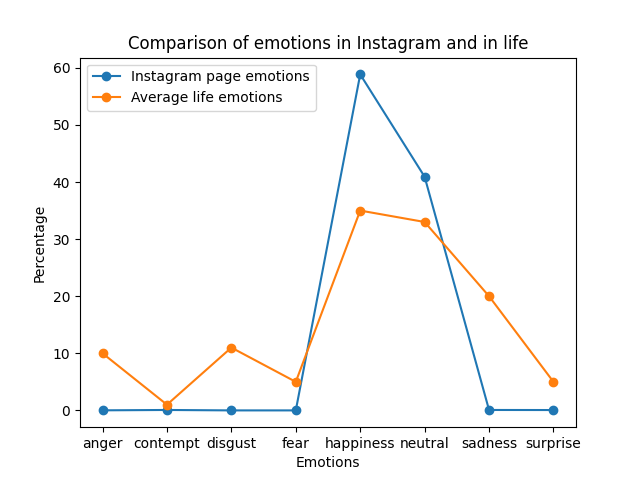 Comparison of emotions in Instagram and in life
Instagram page emotions
Average life emotions
Percentage
60
50
40
30
20
10
0
anger contempt disgust fear happiness neutral sadness surprise
Emotions